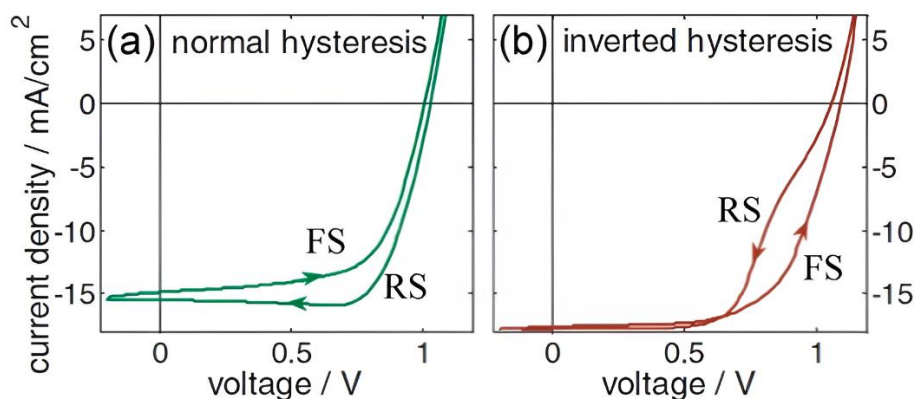 (a) normal hysteresis
(b) inverted hysteresis
current density / mA/cm²
5
0
-5
-10
-15
FS
RS
0
0.5
1
voltage / V
RS
FS
5
0
-5
-10
-15
0
0.5
1
voltage / V